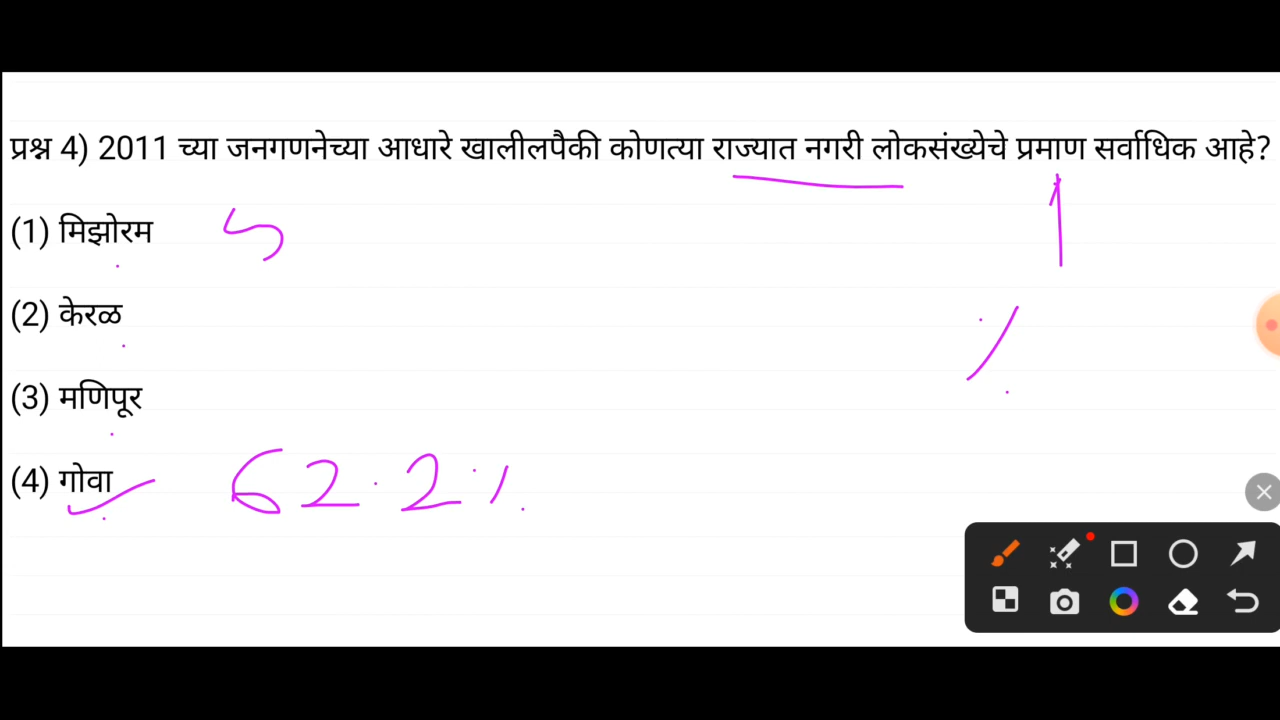 प्रश्न 4) 2011 च्या जनगणनेच्या आधारे खालीलपैकी कोणत्या राज्यात नगरी लोकसंख्येचे प्रमाण सर्वाधिक आहे?
(1) मिझोरम 5
(2) केरळ %
(3) मणिपूर
(4) गोवा 62.2%